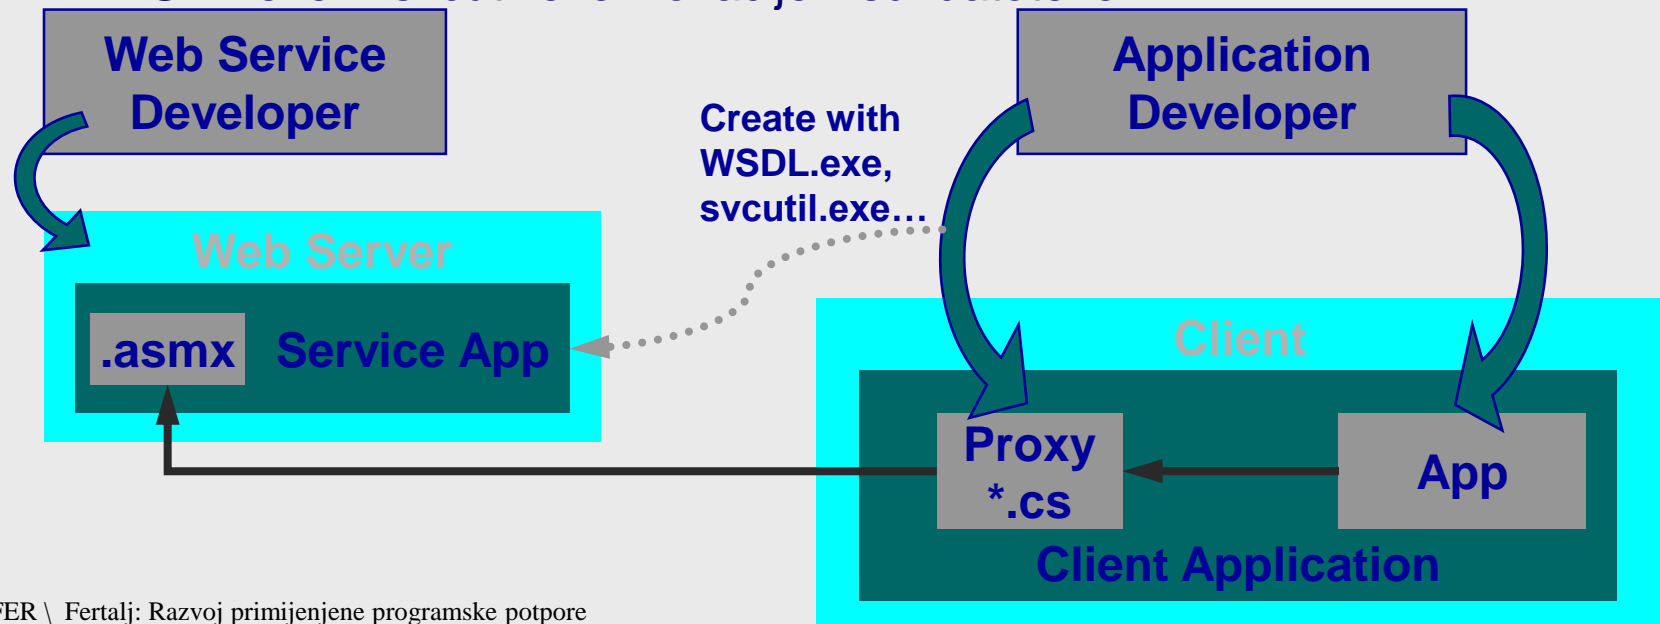 Web Service
Developer
Application
Developer
Create with
WSDL.exe,
svcutil.exe…
Web Server
.asmx
Service App
Client
Proxy
*.cs
App
Client Application
FER \ Fertalj: Razvoj primijenjene programske potpore